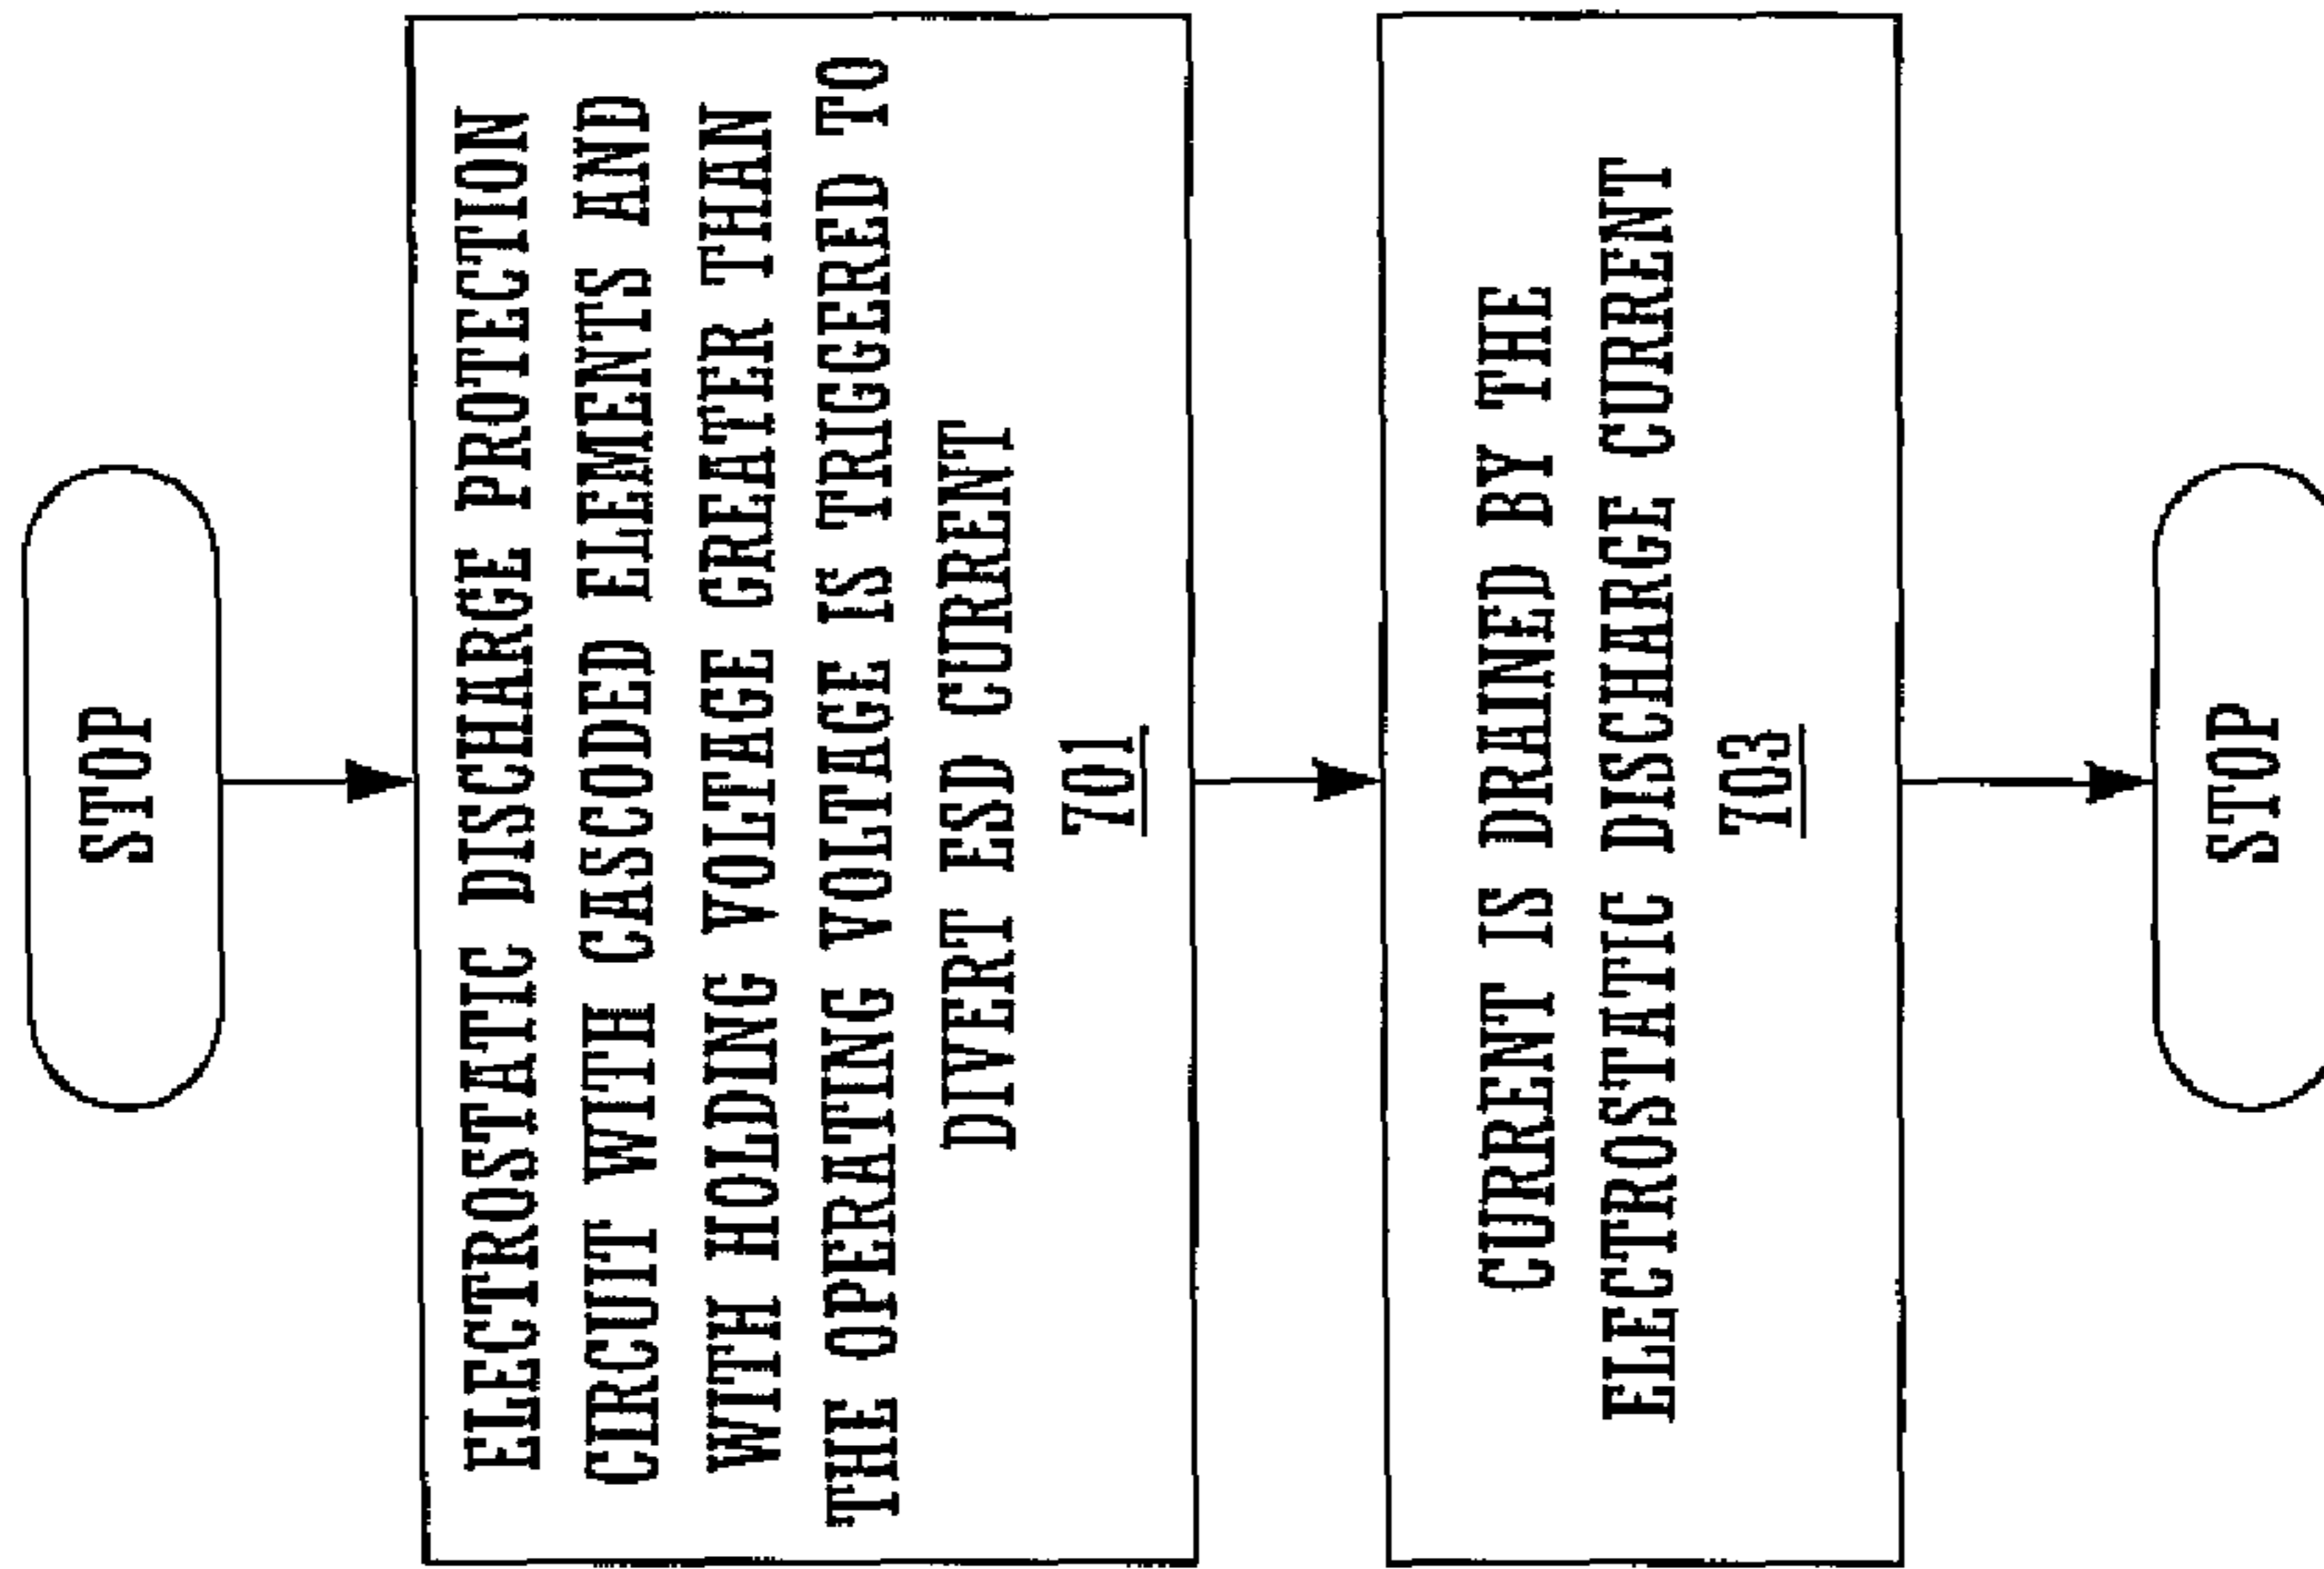 STOP
ELECTROSTATIC DISCHARGE PROTECTION
CIRCUIT WITH CASCODED ELEMENTS AND
WITH HOLDING VOLTAGE GREATER THAN
THE OPERATING VOLTAGE IS TRIGGERED TO
DIVERT ESD CURRENT
701
CURRENT IS DRAINED BY THE
ELECTROSTATIC DISCHARGE CURRENT
703
STOP